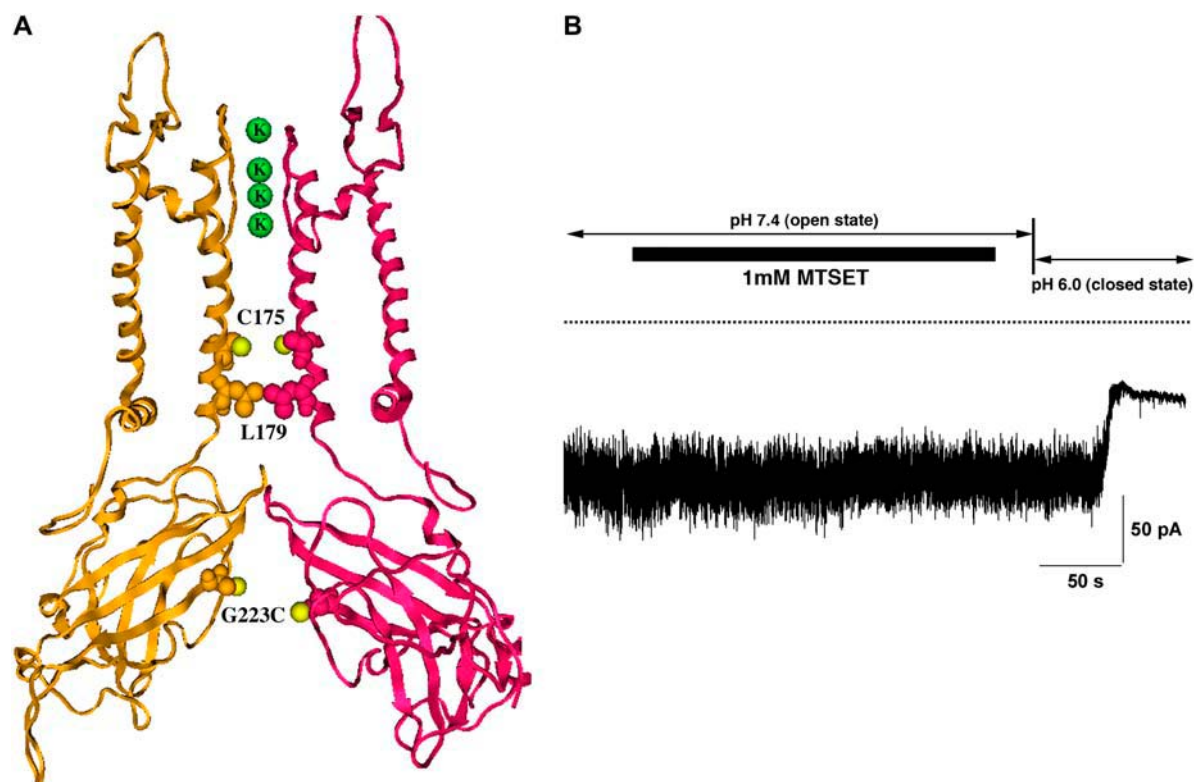 A
B
K
K
K
K
C175
L179
G223C
pH 7.4 (open state)
1mM MTSET
pH 6.0 (closed state)
50 pA
50 s